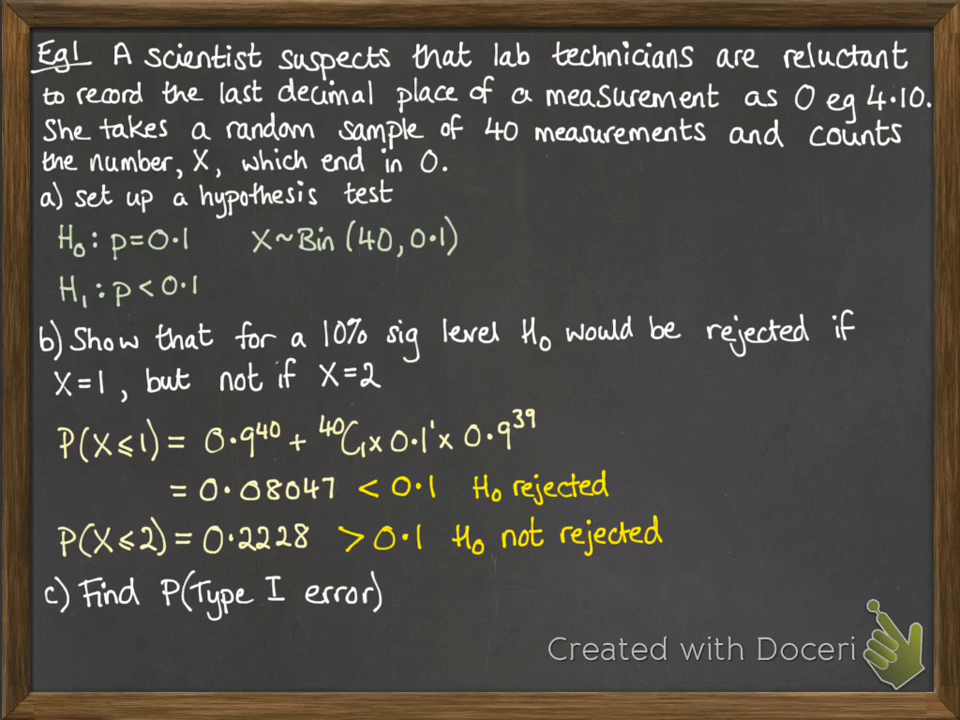 Eg1 A scientist suspects that lab technicians are reluctant
to record the last decimal place of a measurement as 0 eg 4·10.
She takes a random sample of 40 measurements and counts
the number, X, which end in 0.
a) set up a hypothesis test
H₀: p=0·1 X~Bin (40, 0·1)
H₁: p<0·1
b) Show that for a 10% sig level H₀ would be rejected if
X=1, but not if X=2
P(X⩽1) = 0·9⁴⁰ + ⁴⁰C₁ x 0·1¹ x 0·9³⁹
= 0·08047 < 0·1 H₀ rejected
P(X⩽2) = 0·2228 > 0·1 H₀ not rejected
c) Find P(Type I error)
Created with Doceri